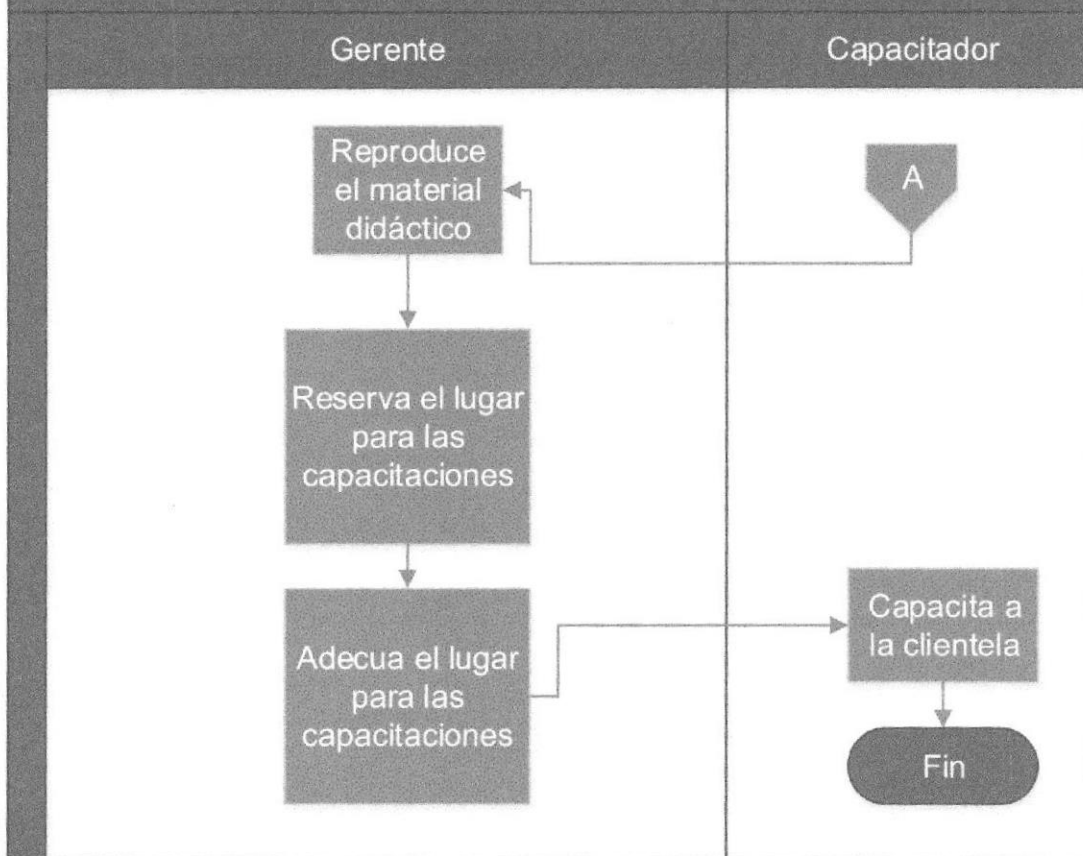 Gerente
Capacitador
Reproduce
el material
didáctico
A
Reserva el lugar
para las
capacitaciones
Adecua el lugar
para las
capacitaciones
Capacita a
la clientela
Fin